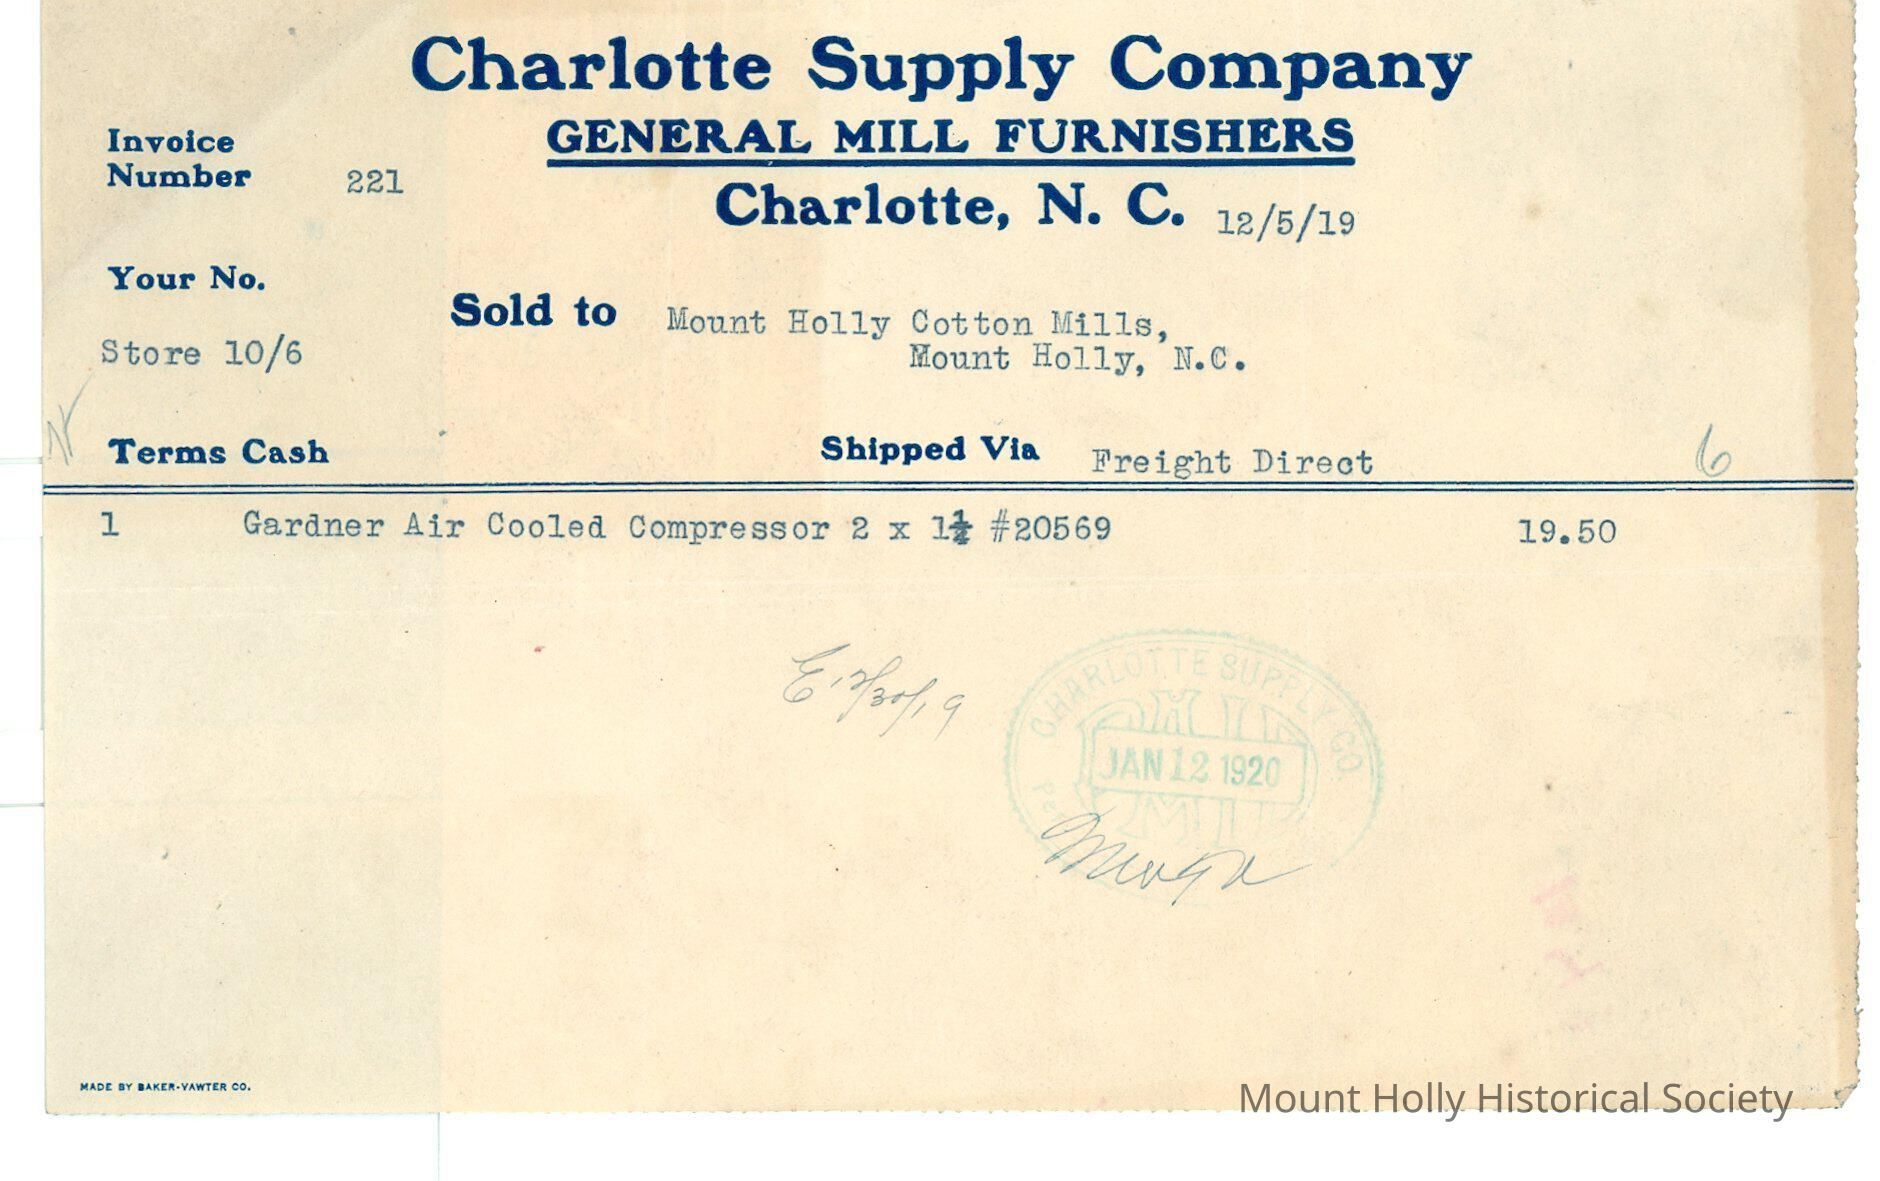 Charlotte Supply Company
GENERAL MILL FURNISHERS
Charlotte, N. C. 12/5/19
Invoice
Number 221
Your No.
Store 10/6
Sold to Mount Holly Cotton Mills,
Mount Holly, N.C.
Terms Cash Shipped Via Freight Direct 6
1 Gardner Air Cooled Compressor 2 x 1¼ #20569 19.50
CHARLOTTE SUPPLY CO.
PAID
JAN 12 1920
Per
MADE BY BAKER-VAWTER CO.
Mount Holly Historical Society